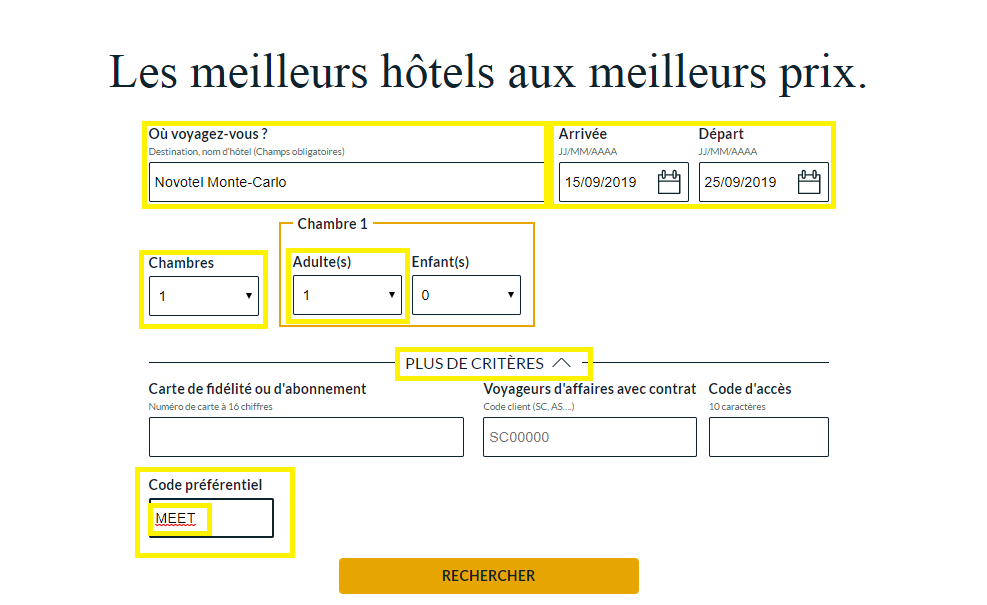 Les meilleurs hôtels aux meilleurs prix.
Où voyagez-vous ?
Destination, nom d'hôtel (Champs obligatoires)
Novotel Monte-Carlo
Arrivée
JJ/MM/AAAA
15/09/2019
Départ
JJ/MM/AAAA
25/09/2019
Chambres
1
Chambre 1
Adulte(s)
1
Enfant(s)
0
PLUS DE CRITÈRES
Carte de fidélité ou d'abonnement
Numéro de carte à 16 chiffres
Voyageurs d'affaires avec contrat
Code client (SC, AS....)
SC00000
Code d'accès
10 caractères
Code préférentiel
MEET
RECHERCHER